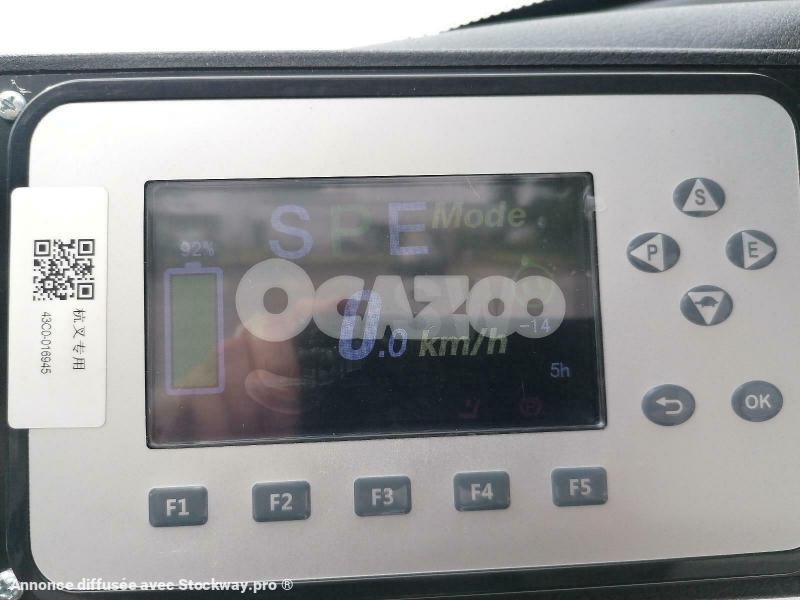 S P E Mode
92%
OCAZOO
0.0 km/h
-14
5h
杭叉专用
43C0-016945
S
P
E
OK
F1 F2 F3 F4 F5
Annonce diffusée avec Stockway.pro ®